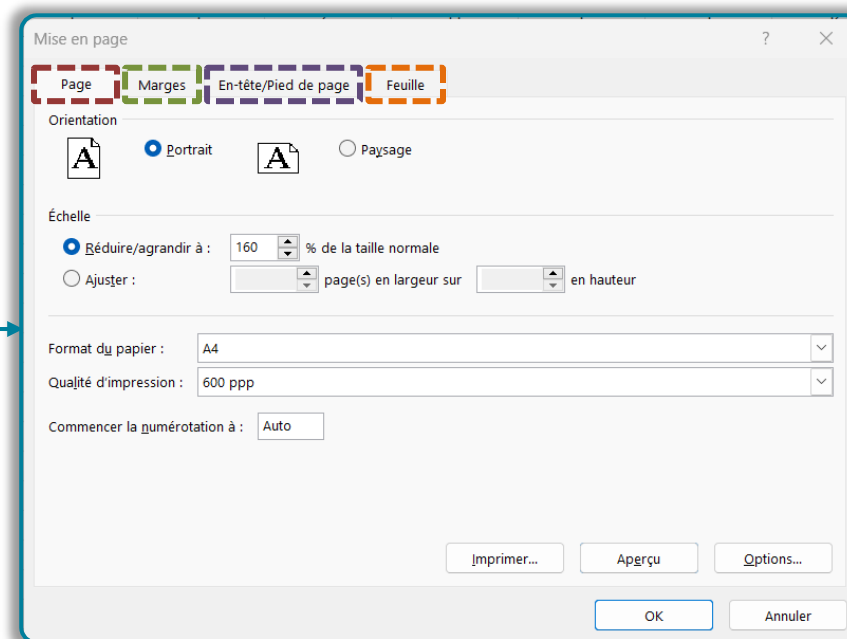 Mise en page ?
Page Marges En-tête/Pied de page Feuille
Orientation
A Portrait A Paysage
Échelle
Réduire/agrandir à : 160 % de la taille normale
Ajuster : page(s) en largeur sur en hauteur
Format du papier : A4
Qualité d'impression : 600 ppp
Commencer la numérotation à : Auto
Imprimer... Aperçu Options...
OK Annuler